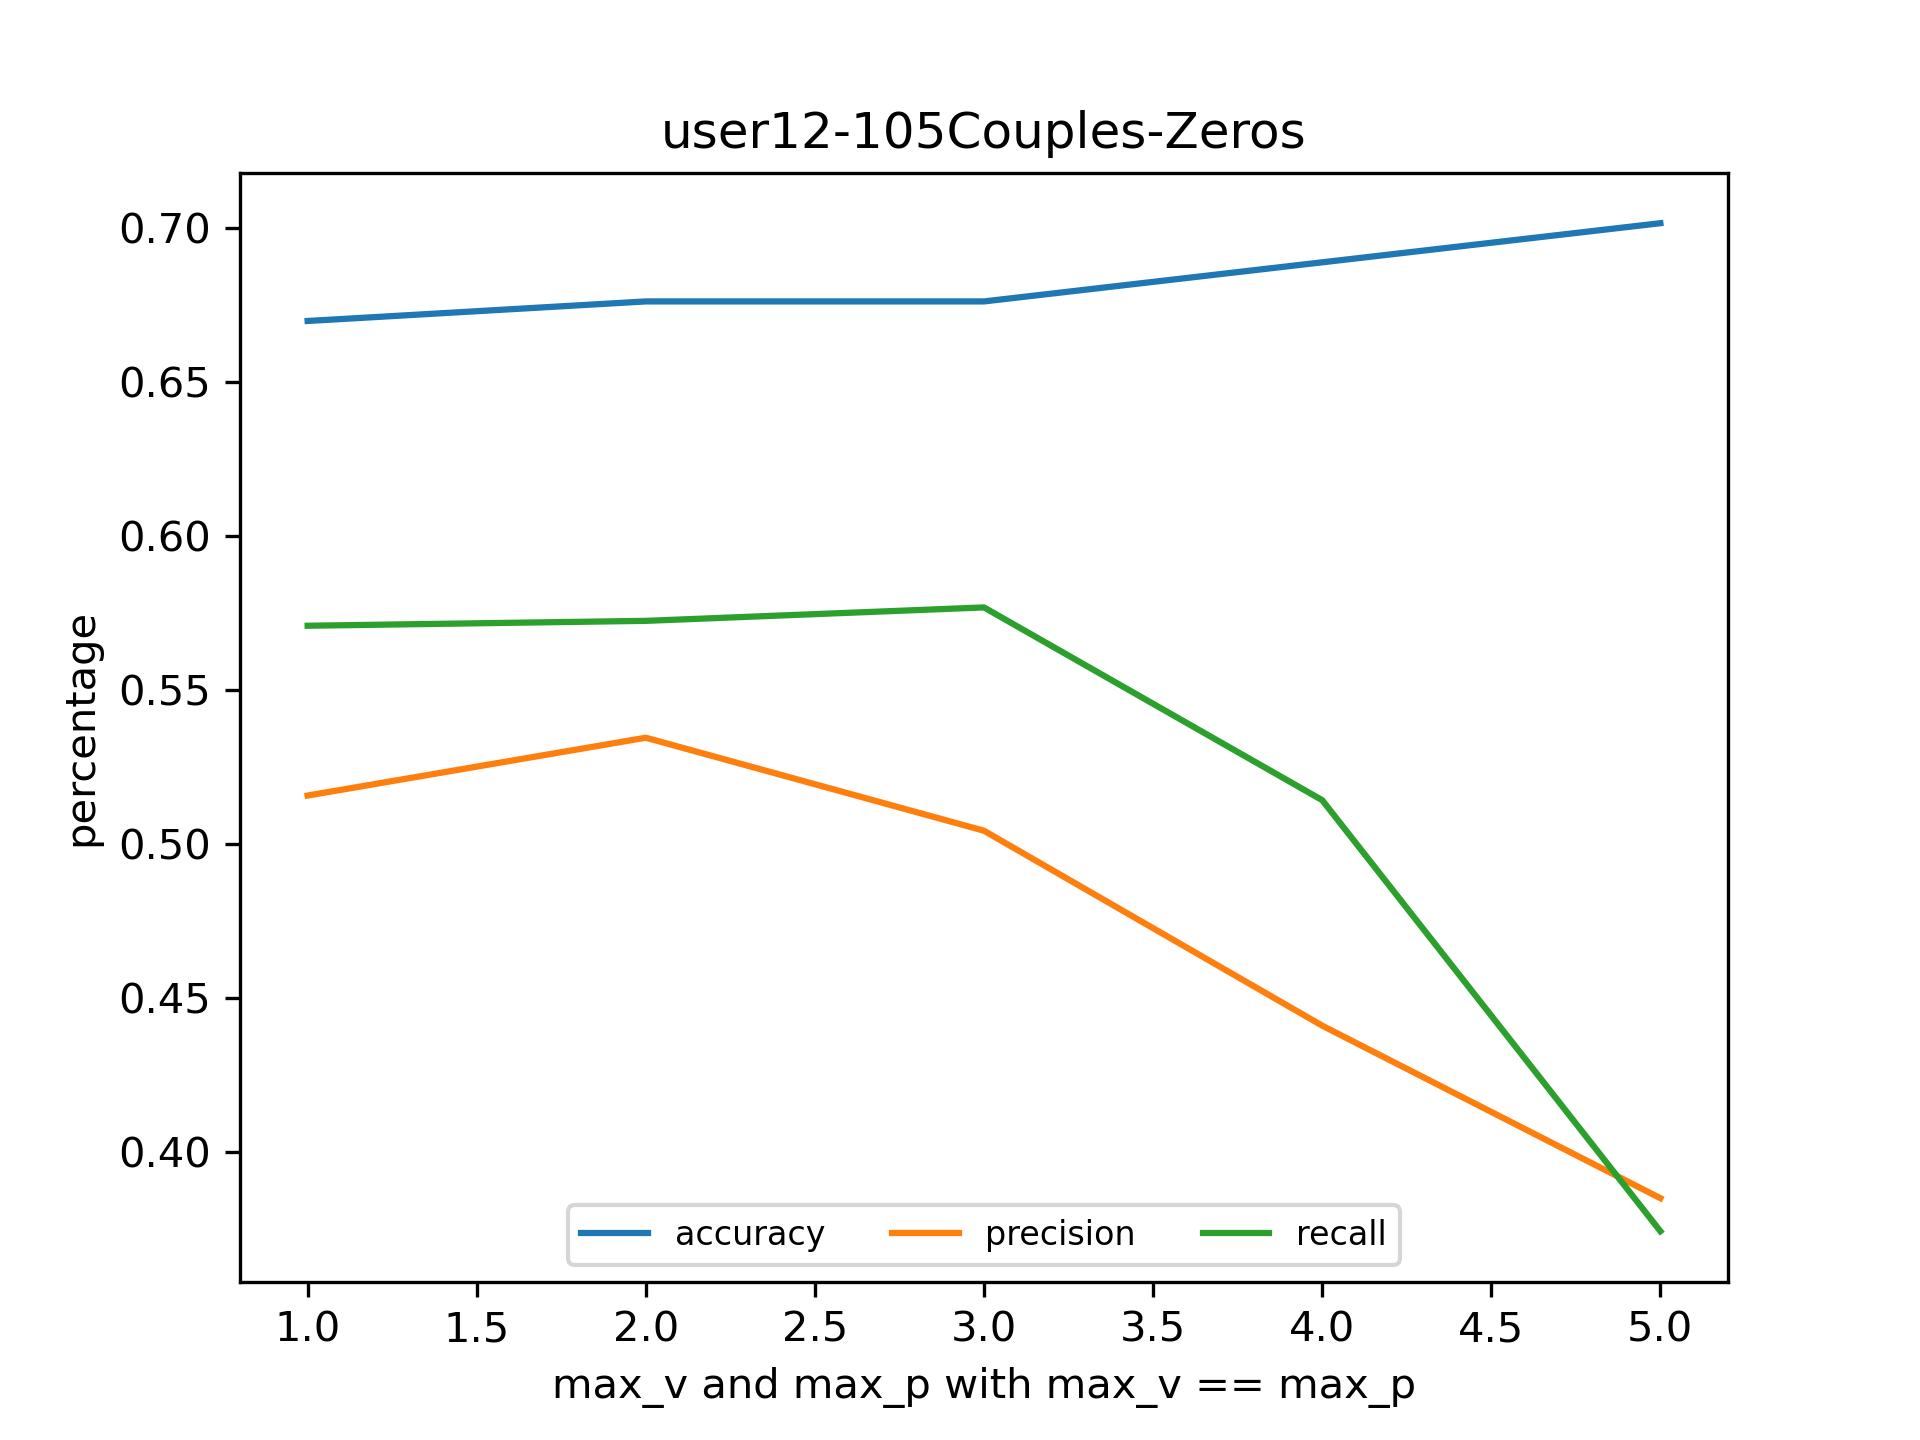 user12-105Couples-Zeros
0.70
0.65
0.60
0.55
0.50
0.45
0.40
percentage
accuracy precision recall
1.0 1.5 2.0 2.5 3.0 3.5 4.0 4.5 5.0
max_v and max_p with max_v == max_p